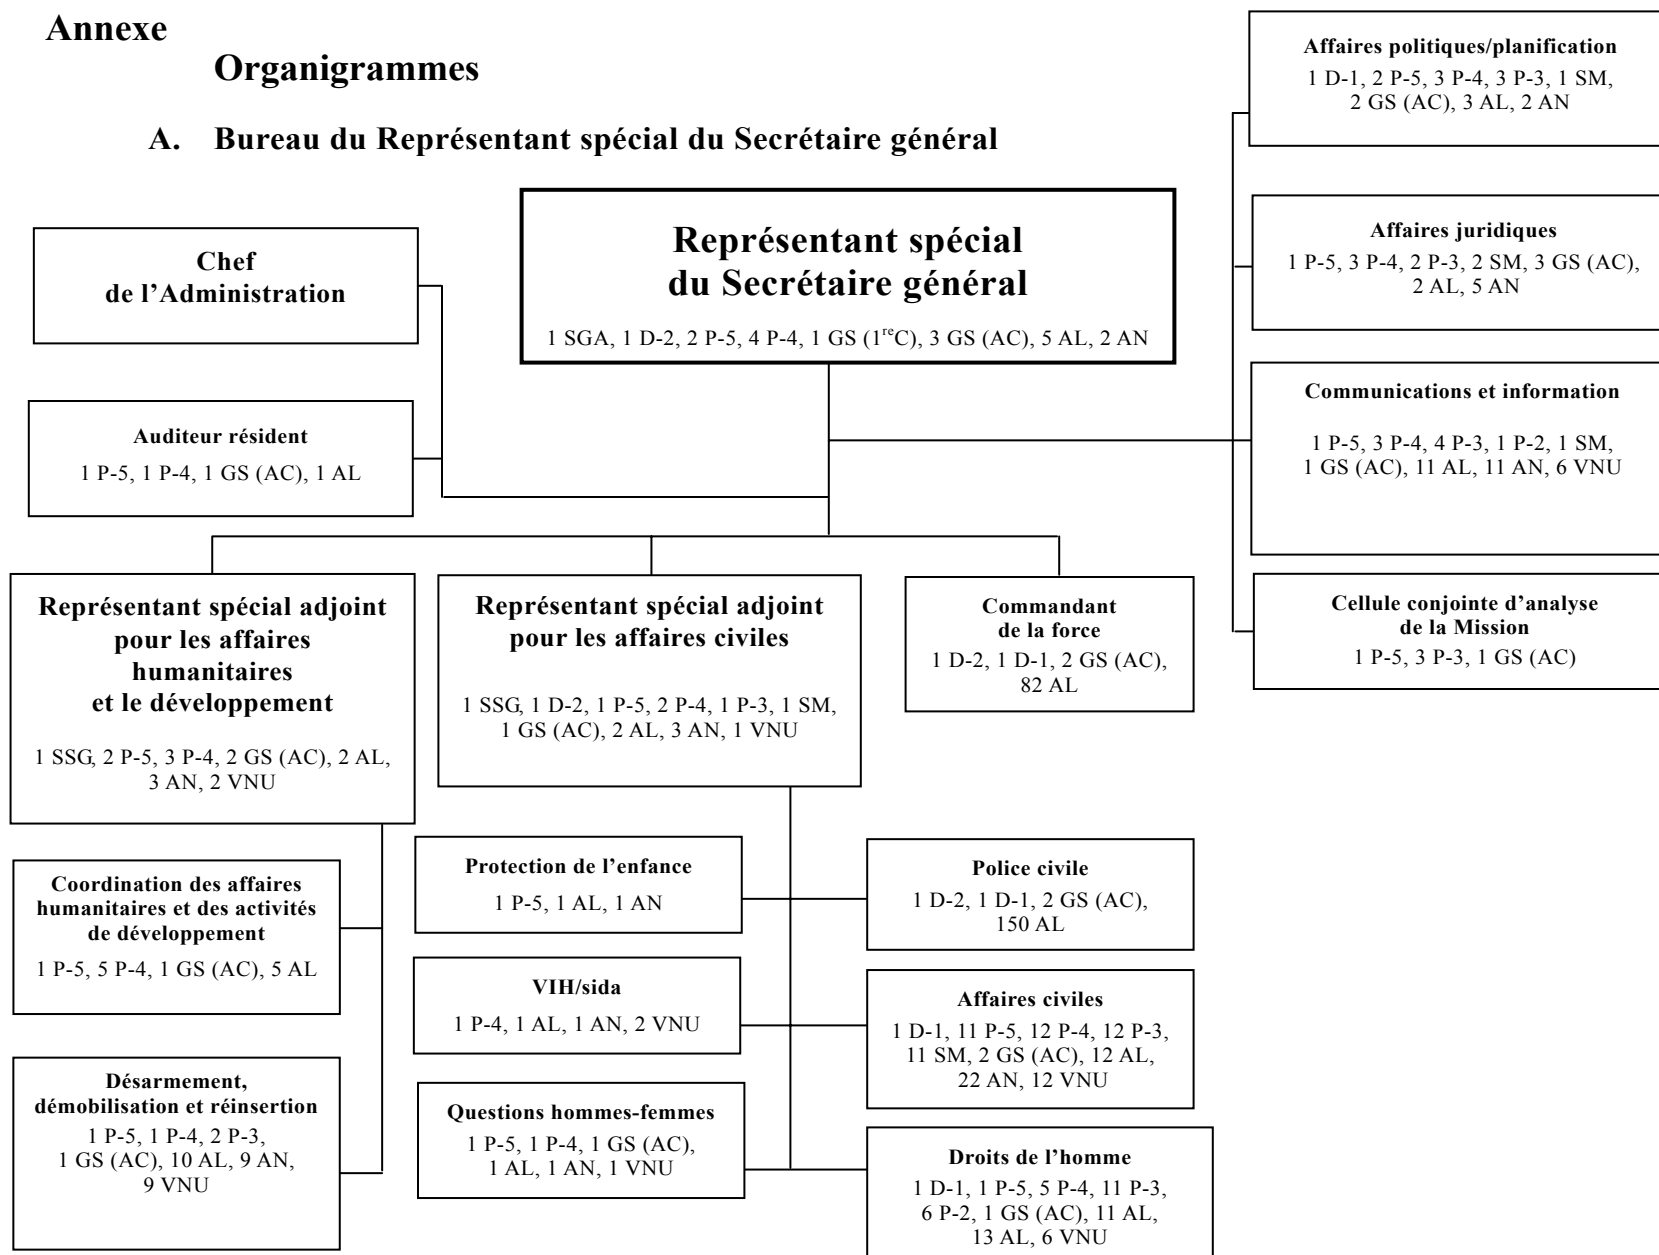 Annexe
Organigrammes
A. Bureau du Représentant spécial du Secrétaire général
Représentant spécial
du Secrétaire général
1 SGA, 1 D-2, 2 P-5, 4 P-4, 1 GS (1reC), 3 GS (AC), 5 AL, 2 AN
Chef
de l’Administration
Auditeur résident
1 P-5, 1 P-4, 1 GS (AC), 1 AL
Affaires politiques/planification
1 D-1, 2 P-5, 3 P-4, 3 P-3, 1 SM,
2 GS (AC), 3 AL, 2 AN
Affaires juridiques
1 P-5, 3 P-4, 2 P-3, 2 SM, 3 GS (AC),
2 AL, 5 AN
Communications et information
1 P-5, 3 P-4, 4 P-3, 1 P-2, 1 SM,
1 GS (AC), 11 AL, 11 AN, 6 VNU
Cellule conjointe d’analyse
de la Mission
1 P-5, 3 P-3, 1 GS (AC)
Représentant spécial adjoint
pour les affaires
humanitaires
et le développement
1 SSG, 2 P-5, 3 P-4, 2 GS (AC), 2 AL,
3 AN, 2 VNU
Représentant spécial adjoint
pour les affaires civiles
1 SSG, 1 D-2, 1 P-5, 2 P-4, 1 P-3, 1 SM,
1 GS (AC), 2 AL, 3 AN, 1 VNU
Commandant
de la force
1 D-2, 1 D-1, 2 GS (AC),
82 AL
Coordination des affaires
humanitaires et des activités
de développement
1 P-5, 5 P-4, 1 GS (AC), 5 AL
Désarmement,
démobilisation et réinsertion
1 P-5, 1 P-4, 2 P-3,
1 GS (AC), 10 AL, 9 AN,
9 VNU
Protection de l’enfance
1 P-5, 1 AL, 1 AN
VIH/sida
1 P-4, 1 AL, 1 AN, 2 VNU
Questions hommes-femmes
1 P-5, 1 P-4, 1 GS (AC),
1 AL, 1 AN, 1 VNU
Police civile
1 D-2, 1 D-1, 2 GS (AC),
150 AL
Affaires civiles
1 D-1, 11 P-5, 12 P-4, 12 P-3,
11 SM, 2 GS (AC), 12 AL,
22 AN, 12 VNU
Droits de l’homme
1 D-1, 1 P-5, 5 P-4, 11 P-3,
6 P-2, 1 GS (AC), 11 AL,
13 AL, 6 VNU